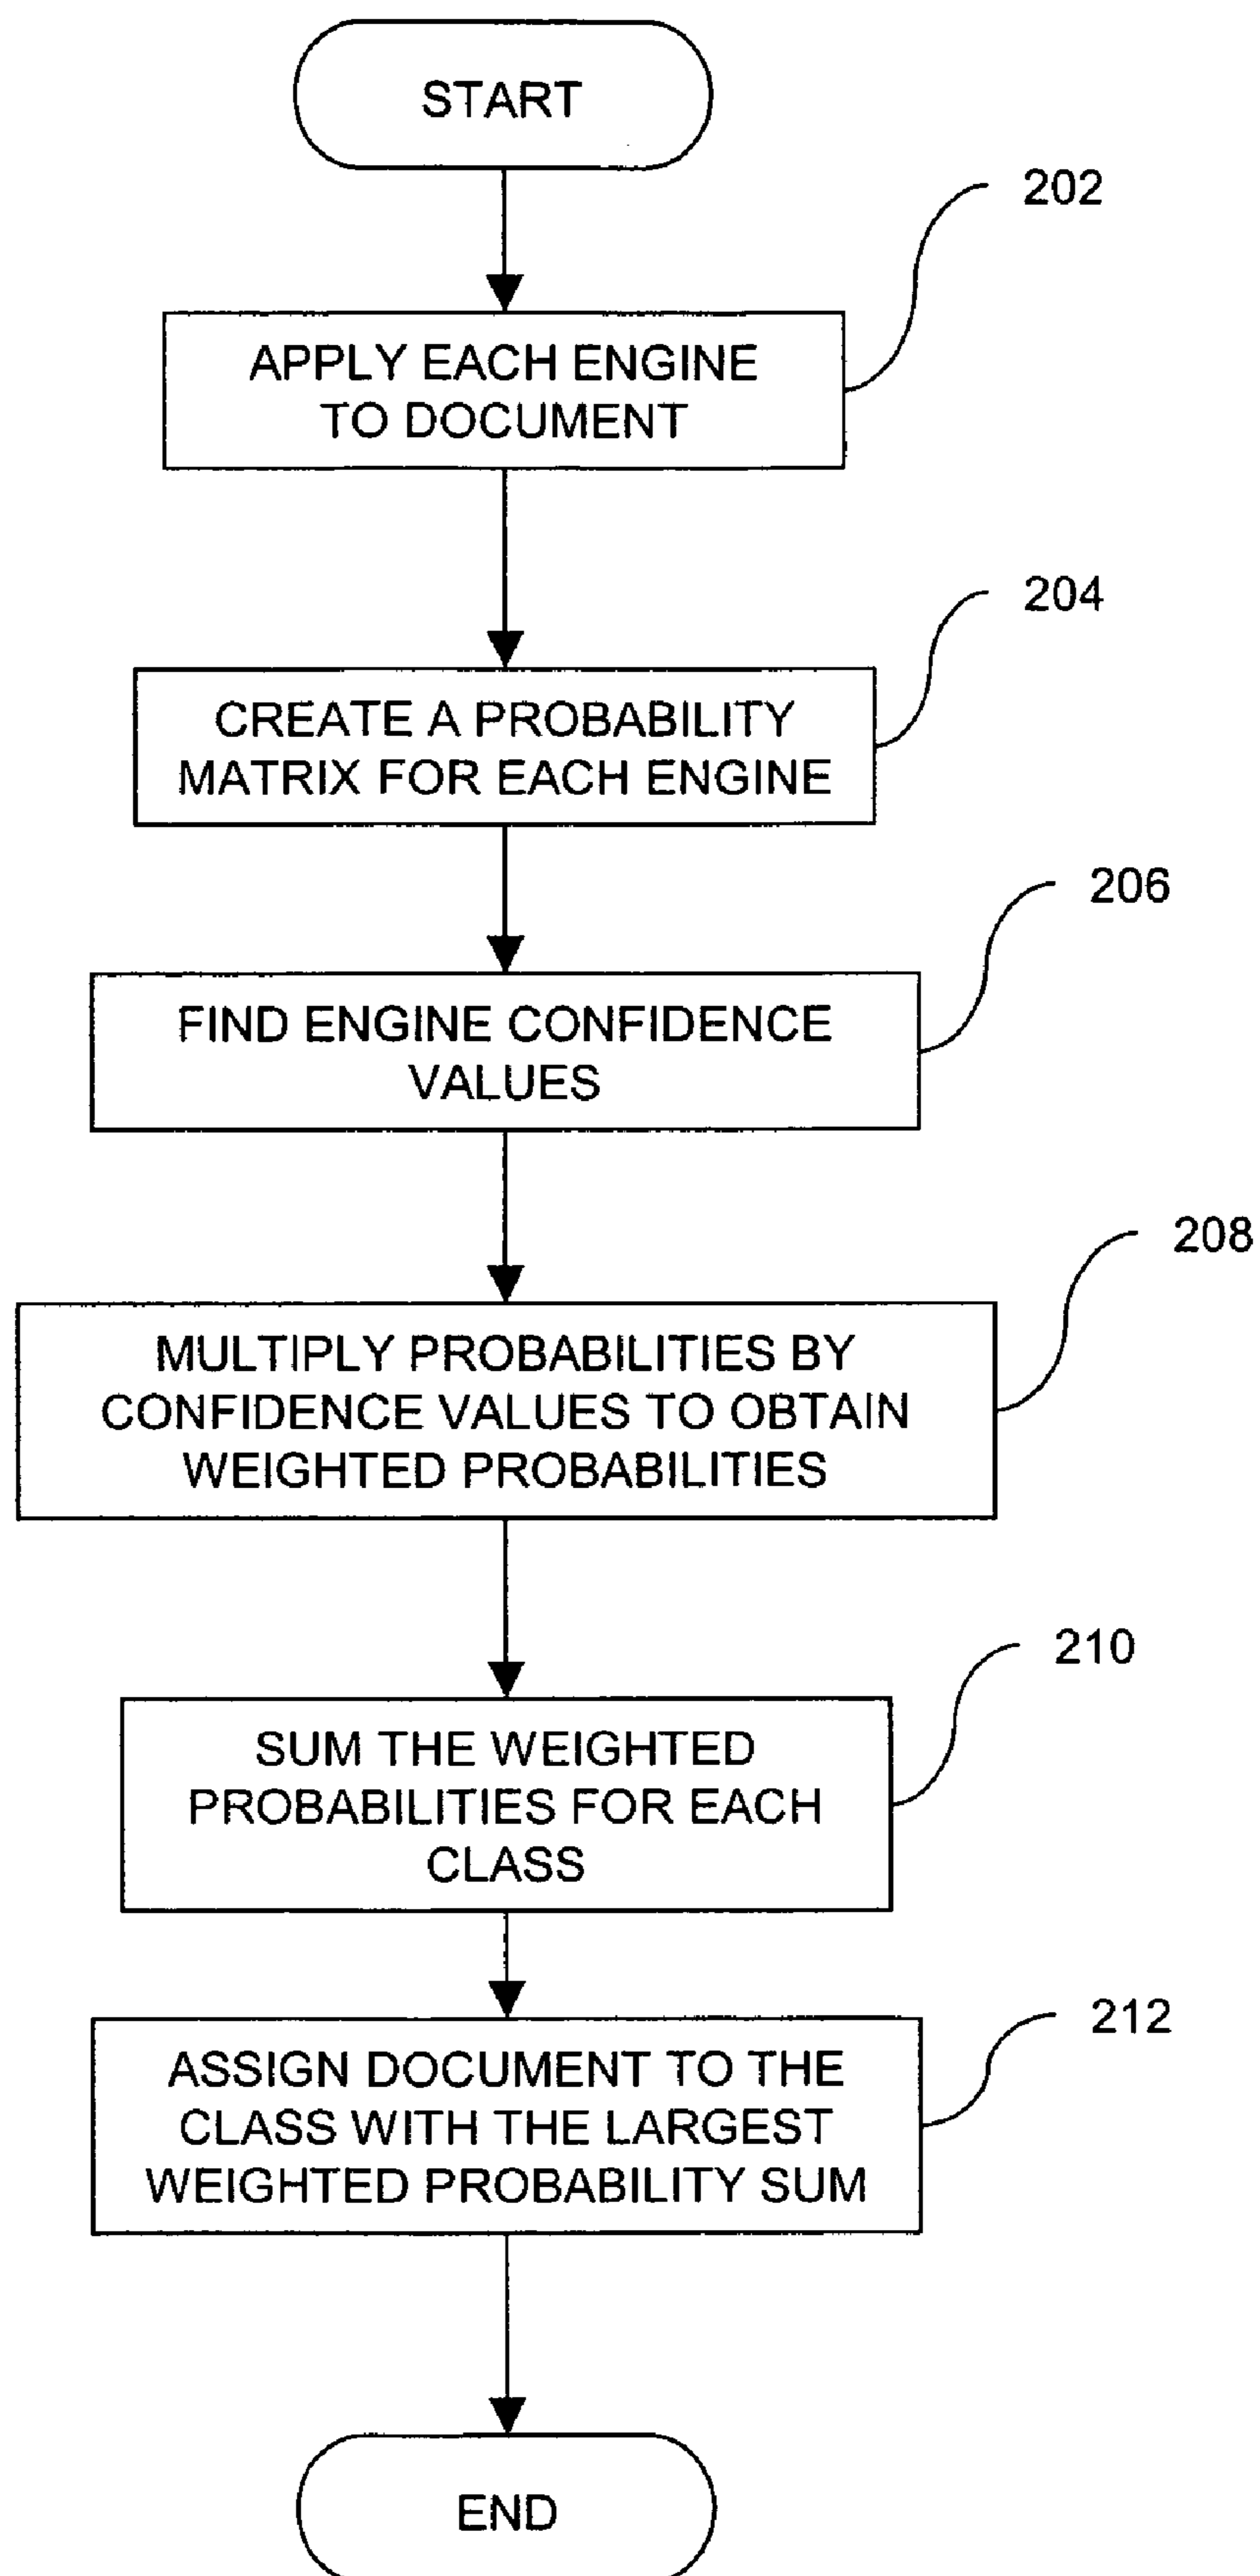 START
202
APPLY EACH ENGINE
TO DOCUMENT
204
CREATE A PROBABILITY
MATRIX FOR EACH ENGINE
206
FIND ENGINE CONFIDENCE
VALUES
208
MULTIPLY PROBABILITIES BY
CONFIDENCE VALUES TO OBTAIN
WEIGHTED PROBABILITIES
210
SUM THE WEIGHTED
PROBABILITIES FOR EACH
CLASS
212
ASSIGN DOCUMENT TO THE
CLASS WITH THE LARGEST
WEIGHTED PROBABILITY SUM
END